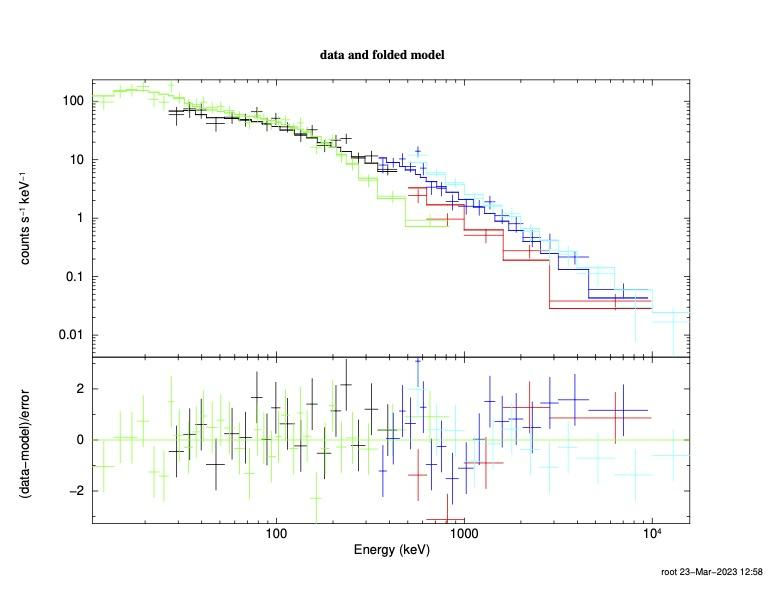 data and folded model
100
10
1
0.1
0.01
counts s⁻¹ keV⁻¹
2
0
−2
(data−model)/error
100 1000 10⁴
Energy (keV)
root 23−Mar−2023 12:58